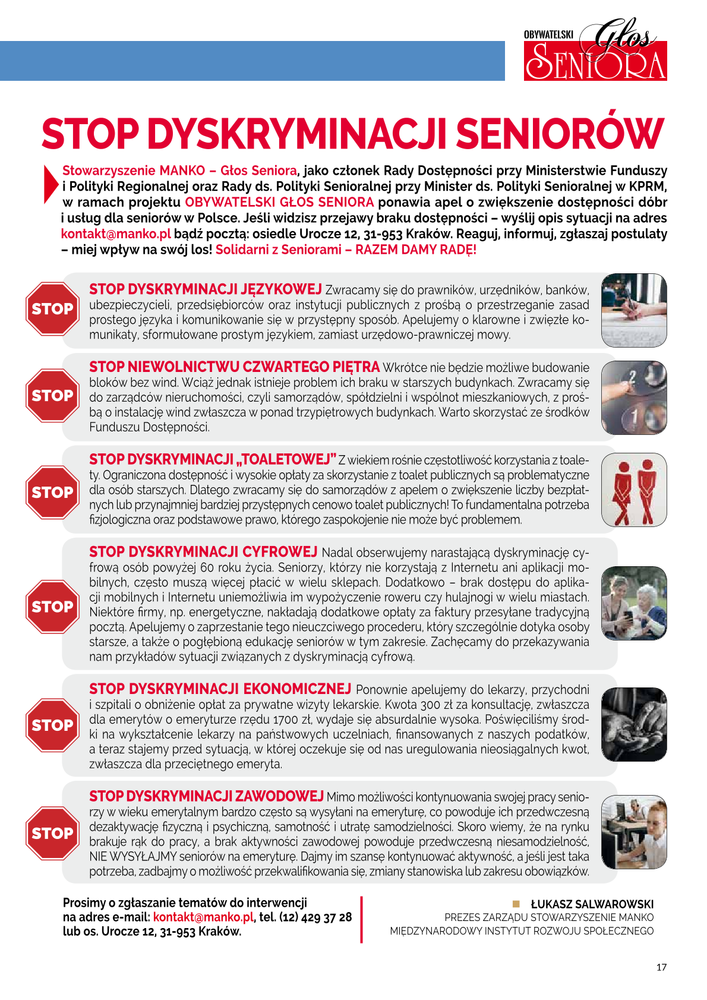 OBYWATELSKI Głos
SENIORA
STOP DYSKRYMINACJI SENIORÓW
Stowarzyszenie MANKO – Głos Seniora, jako członek Rady Dostępności przy Ministerstwie Funduszy
i Polityki Regionalnej oraz Rady ds. Polityki Senioralnej przy Minister ds. Polityki Senioralnej w KPRM,
w ramach projektu OBYWATELSKI GŁOS SENIORA ponawia apel o zwiększenie dostępności dóbr
i usług dla seniorów w Polsce. Jeśli widzisz przejawy braku dostępności – wyślij opis sytuacji na adres
kontakt@manko.pl bądź pocztą: osiedle Urocze 12, 31-953 Kraków. Reaguj, informuj, zgłaszaj postulaty
– miej wpływ na swój los! Solidarni z Seniorami – RAZEM DAMY RADĘ!
STOP
STOP DYSKRYMINACJI JĘZYKOWEJ Zwracamy się do prawników, urzędników, banków,
ubezpieczycieli, przedsiębiorców oraz instytucji publicznych z prośbą o przestrzeganie zasad
prostego języka i komunikowanie się w przystępny sposób. Apelujemy o klarowne i zwięzłe ko-
munikaty, sformułowane prostym językiem, zamiast urzędowo-prawniczej mowy.
STOP
STOP NIEWOLNICTWU CZWARTEGO PIĘTRA Wkrótce nie będzie możliwe budowanie
bloków bez wind. Wciąż jednak istnieje problem ich braku w starszych budynkach. Zwracamy się
do zarządców nieruchomości, czyli samorządów, spółdzielni i wspólnot mieszkaniowych, z proś-
bą o instalację wind zwłaszcza w ponad trzypiętrowych budynkach. Warto skorzystać ze środków
Funduszu Dostępności.
2
1
STOP
STOP DYSKRYMINACJI „TOALETOWEJ” Z wiekiem rośnie częstotliwość korzystania z toale-
ty. Ograniczona dostępność i wysokie opłaty za skorzystanie z toalet publicznych są problematyczne
dla osób starszych. Dlatego zwracamy się do samorządów z apelem o zwiększenie liczby bezpłat-
nych lub przynajmniej bardziej przystępnych cenowo toalet publicznych! To fundamentalna potrzeba
fizjologiczna oraz podstawowe prawo, którego zaspokojenie nie może być problemem.
STOP
STOP DYSKRYMINACJI CYFROWEJ Nadal obserwujemy narastającą dyskryminację cy-
frową osób powyżej 60 roku życia. Seniorzy, którzy nie korzystają z Internetu ani aplikacji mo-
bilnych, często muszą więcej płacić w wielu sklepach. Dodatkowo – brak dostępu do aplika-
cji mobilnych i Internetu uniemożliwia im wypożyczenie roweru czy hulajnogi w wielu miastach.
Niektóre firmy, np. energetyczne, nakładają dodatkowe opłaty za faktury przesyłane tradycyjną
pocztą. Apelujemy o zaprzestanie tego nieuczciwego procederu, który szczególnie dotyka osoby
starsze, a także o pogłębioną edukację seniorów w tym zakresie. Zachęcamy do przekazywania
nam przykładów sytuacji związanych z dyskryminacją cyfrową.
STOP
STOP DYSKRYMINACJI EKONOMICZNEJ Ponownie apelujemy do lekarzy, przychodni
i szpitali o obniżenie opłat za prywatne wizyty lekarskie. Kwota 300 zł za konsultację, zwłaszcza
dla emerytów o emeryturze rzędu 1700 zł, wydaje się absurdalnie wysoka. Poświęciliśmy środ-
ki na wykształcenie lekarzy na państwowych uczelniach, finansowanych z naszych podatków,
a teraz stajemy przed sytuacją, w której oczekuje się od nas uregulowania nieosiągalnych kwot,
zwłaszcza dla przeciętnego emeryta.
STOP
STOP DYSKRYMINACJI ZAWODOWEJ Mimo możliwości kontynuowania swojej pracy senio-
rzy w wieku emerytalnym bardzo często są wysyłani na emeryturę, co powoduje ich przedwczesną
dezaktywację fizyczną i psychiczną, samotność i utratę samodzielności. Skoro wiemy, że na rynku
brakuje rąk do pracy, a brak aktywności zawodowej powoduje przedwczesną niesamodzielność,
NIE WYSYŁAJMY seniorów na emeryturę. Dajmy im szansę kontynuować aktywność, a jeśli jest taka
potrzeba, zadbajmy o możliwość przekwalifikowania się, zmiany stanowiska lub zakresu obowiązków.
Prosimy o zgłaszanie tematów do interwencji
na adres e-mail: kontakt@manko.pl, tel. (12) 429 37 28
lub os. Urocze 12, 31-953 Kraków.
ŁUKASZ SALWAROWSKI
PREZES ZARZĄDU STOWARZYSZENIE MANKO
MIĘDZYNARODOWY INSTYTUT ROZWOJU SPOŁECZNEGO
17